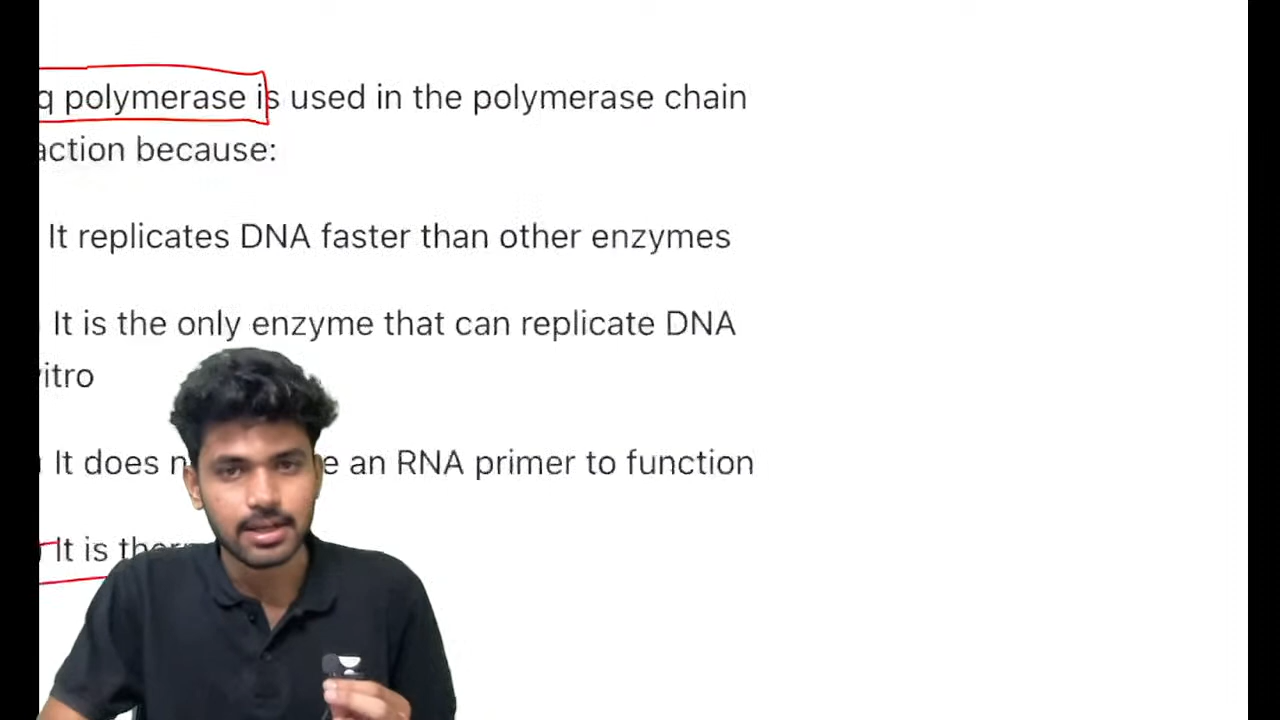 q polymerase is used in the polymerase chain
action because:
It replicates DNA faster than other enzymes
It is the only enzyme that can replicate DNA
itro
It does e an RNA primer to function
It is